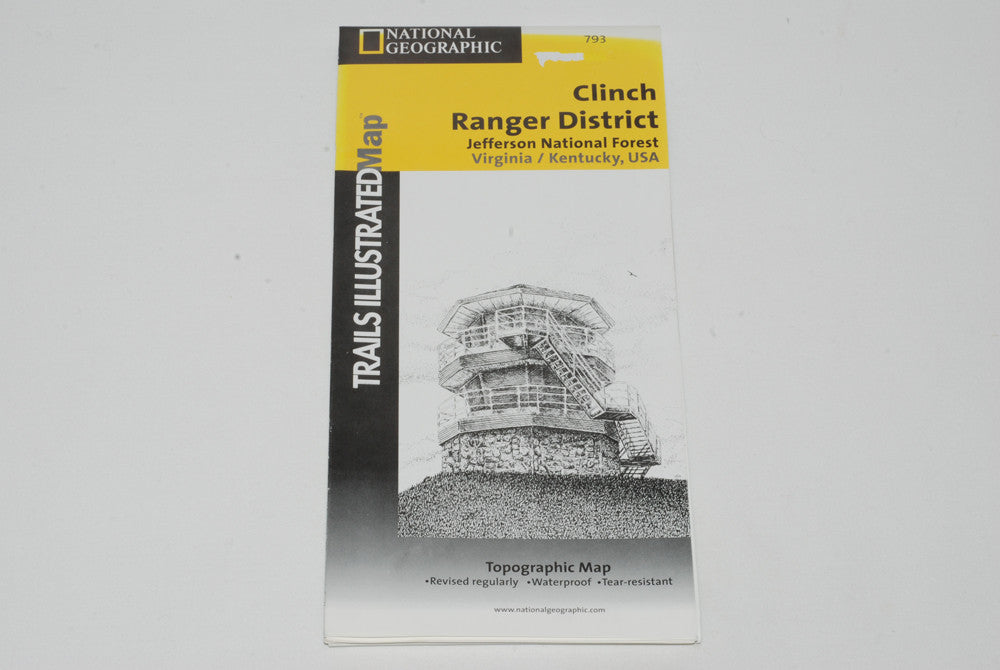 NATIONAL
GEOGRAPHIC
793
Clinch
Ranger District
Jefferson National Forest
Virginia / Kentucky, USA
TRAILS ILLUSTRATED Map™
Topographic Map
•Revised regularly •Waterproof •Tear-resistant
www.nationalgeographic.com